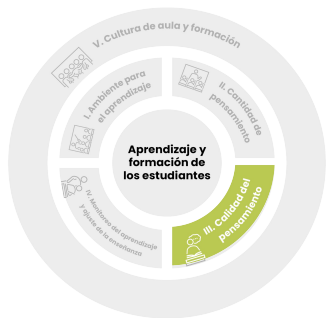 V. Cultura de aula y formación
I. Ambiente para
el aprendizaje
II. Cantidad de
pensamiento
Aprendizaje y
formación de
los estudiantes
IV. Monitoreo del aprendizaje
y ajuste de la enseñanza
III. Calidad del
pensamiento